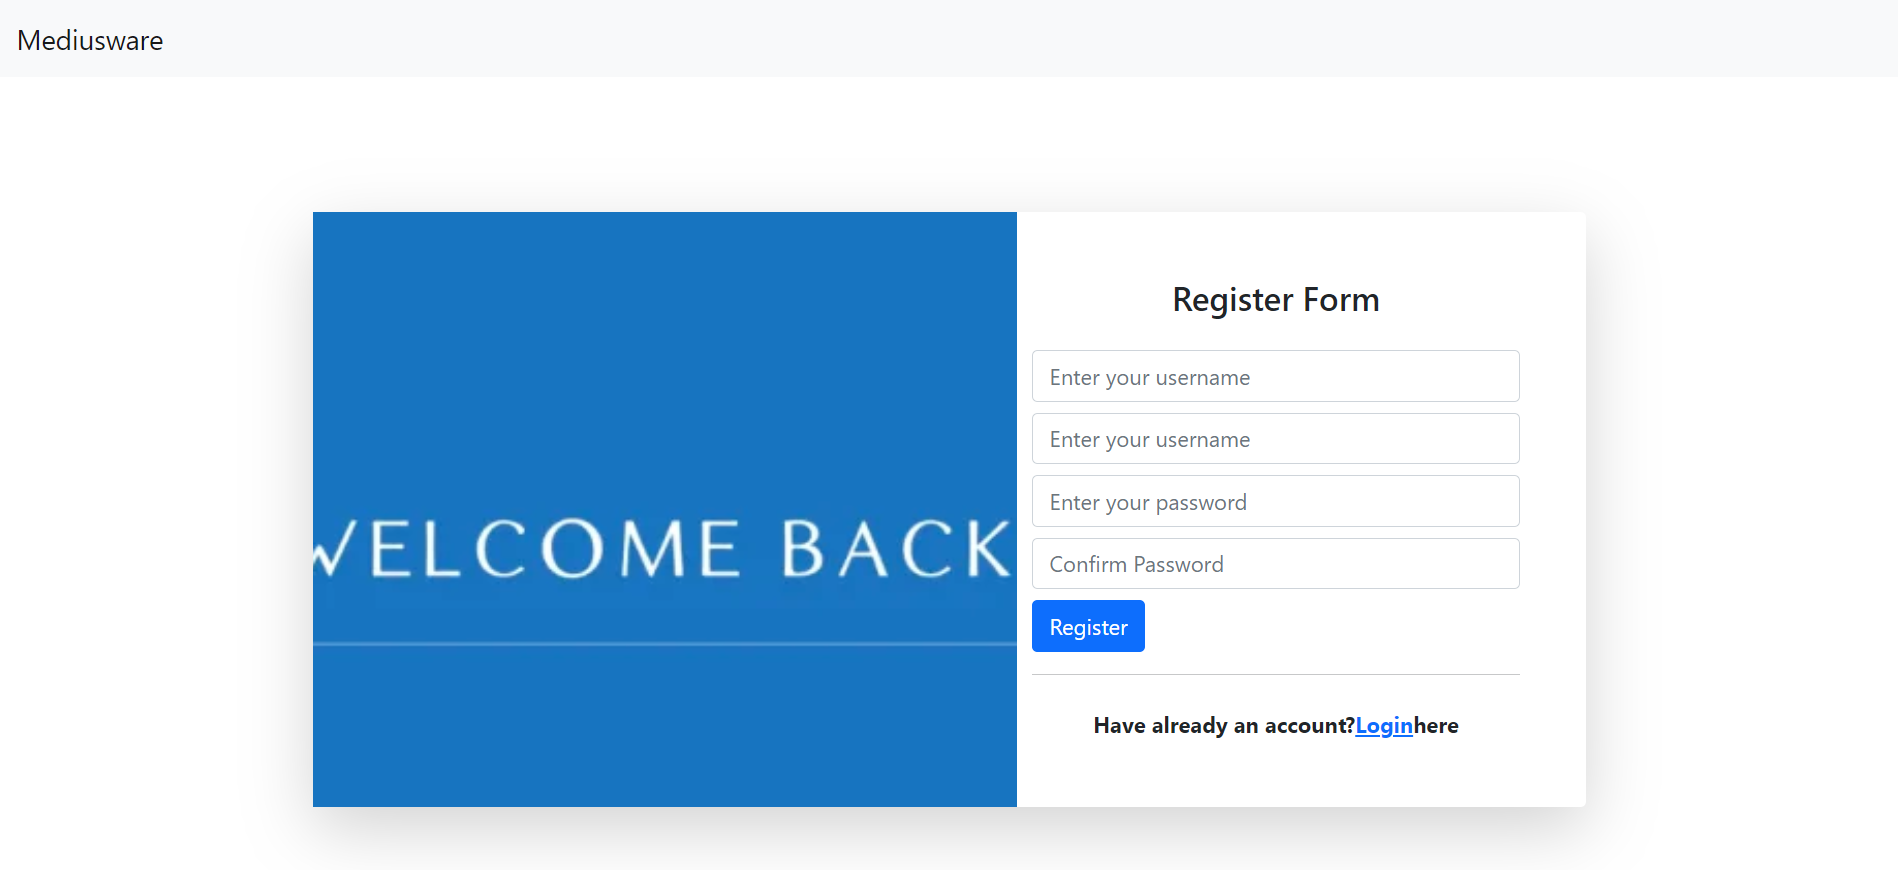 Mediusware
WELCOME BACK
Register Form
Enter your username
Enter your username
Enter your password
Confirm Password
Register
Have already an account?Loginhere